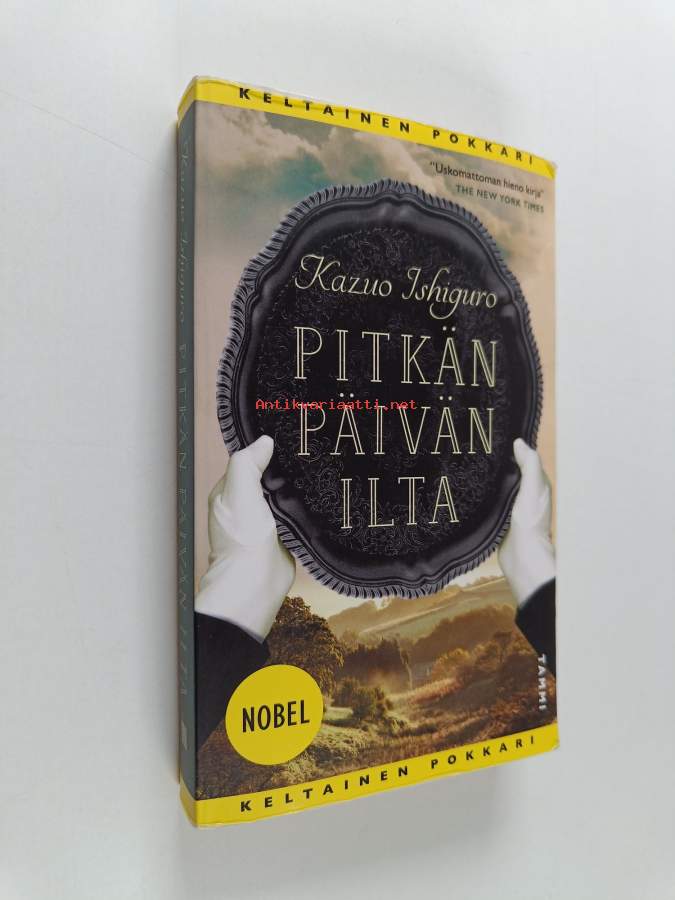 KELTAINEN POKKARI
"Uskomattoman hieno kirja"
THE NEW YORK TIMES
Kazuo Ishiguro
PITKÄN
PÄIVÄN
ILTA
Antikvariaatti.net
TAMMI
NOBEL
KELTAINEN POKKARI
Kazuo Ishiguro PITKÄN PÄIVÄN ILTA